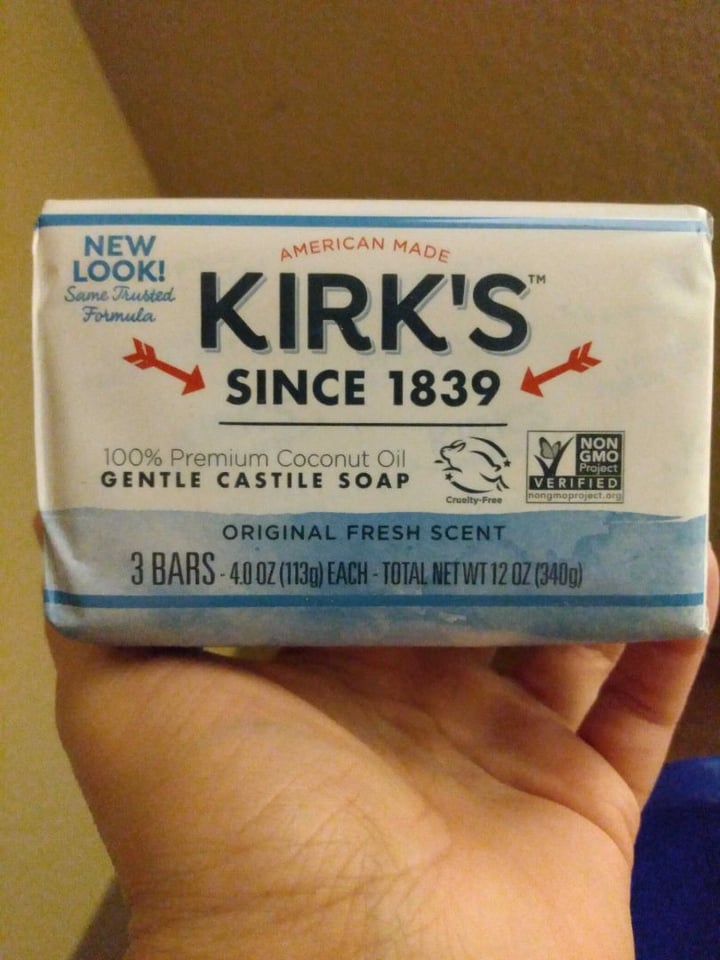 NEW
LOOK!
Same Trusted
Formula
AMERICAN MADE
KIRK'S™
SINCE 1839
100% Premium Coconut Oil
GENTLE CASTILE SOAP
Cruelty-Free
NON
GMO
Project
VERIFIED
nongmoproject.org
ORIGINAL FRESH SCENT
3 BARS - 4.0 OZ (113g) EACH - TOTAL NET WT 12 OZ (340g)